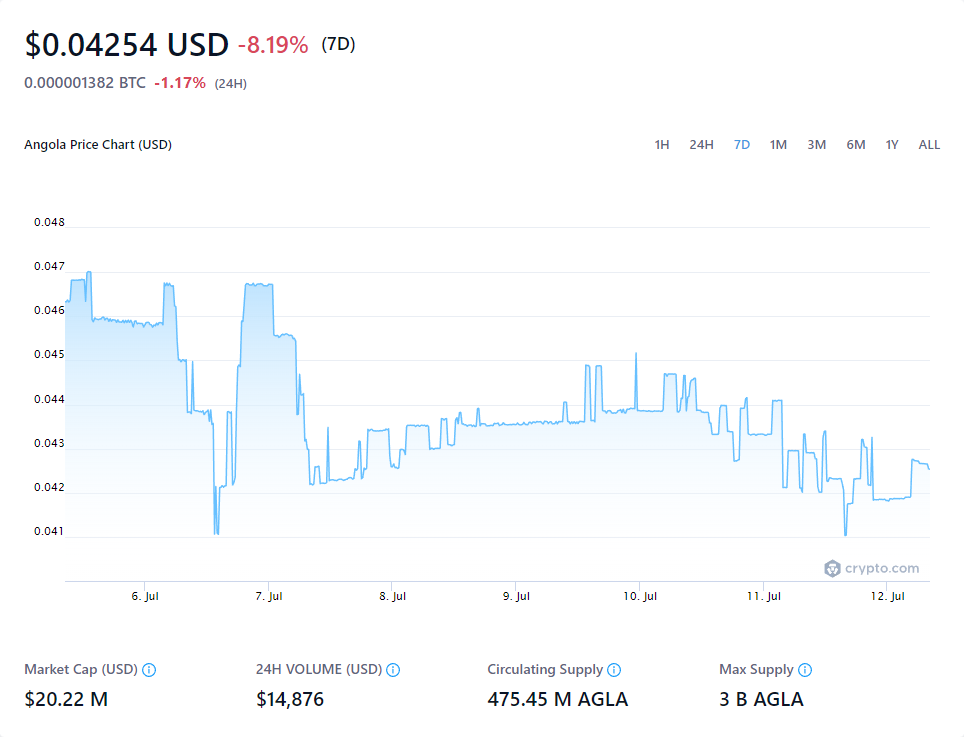 $0.04254 USD -8.19% (7D)
0.000001382 BTC -1.17% (24H)
Angola Price Chart (USD) 1H 24H 7D 1M 3M 6M 1Y ALL
0.048
0.047
0.046
0.045
0.044
0.043
0.042
0.041
crypto.com
6. Jul 7. Jul 8. Jul 9. Jul 10. Jul 11. Jul 12. Jul
Market Cap (USD) 24H VOLUME (USD) Circulating Supply Max Supply
$20.22 M $14,876 475.45 M AGLA 3 B AGLA